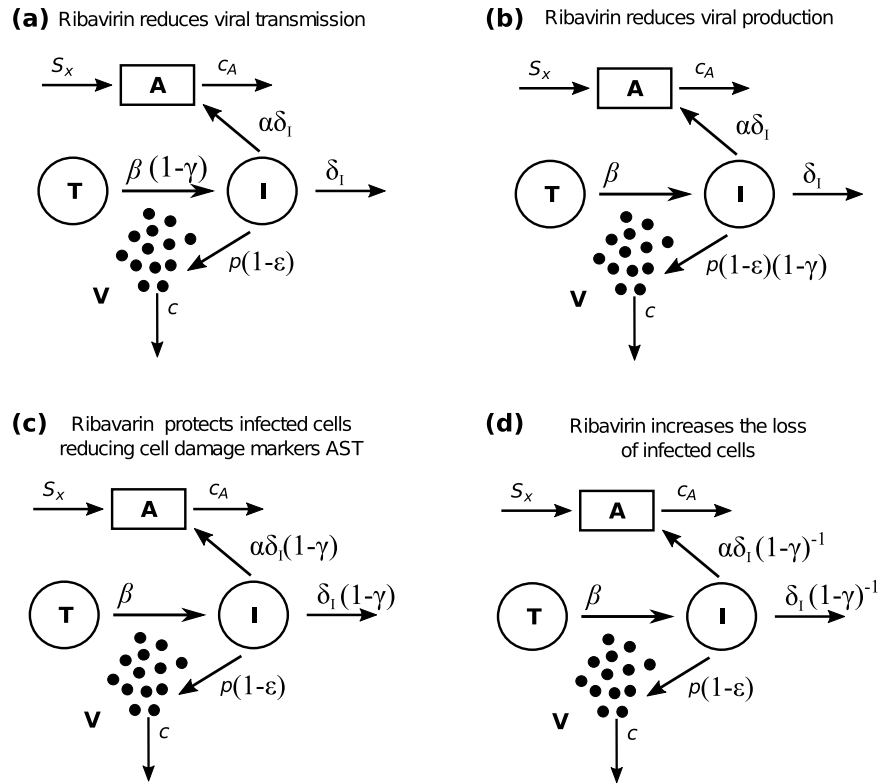 (a) Ribavirin reduces viral transmission
Sx
A
cA
αδI
T
β (1-γ)
I
δI
p(1-ε)
V
c
(b) Ribavirin reduces viral production
Sx
A
cA
αδI
T
β
I
δI
p(1-ε)(1-γ)
V
c
(c) Ribavarin protects infected cells
reducing cell damage markers AST
Sx
A
cA
αδI(1-γ)
T
β
I
δI (1-γ)
p(1-ε)
V
c
(d) Ribavirin increases the loss
of infected cells
Sx
A
cA
αδI (1-γ)-1
T
β
I
δI (1-γ)-1
p(1-ε)
V
c